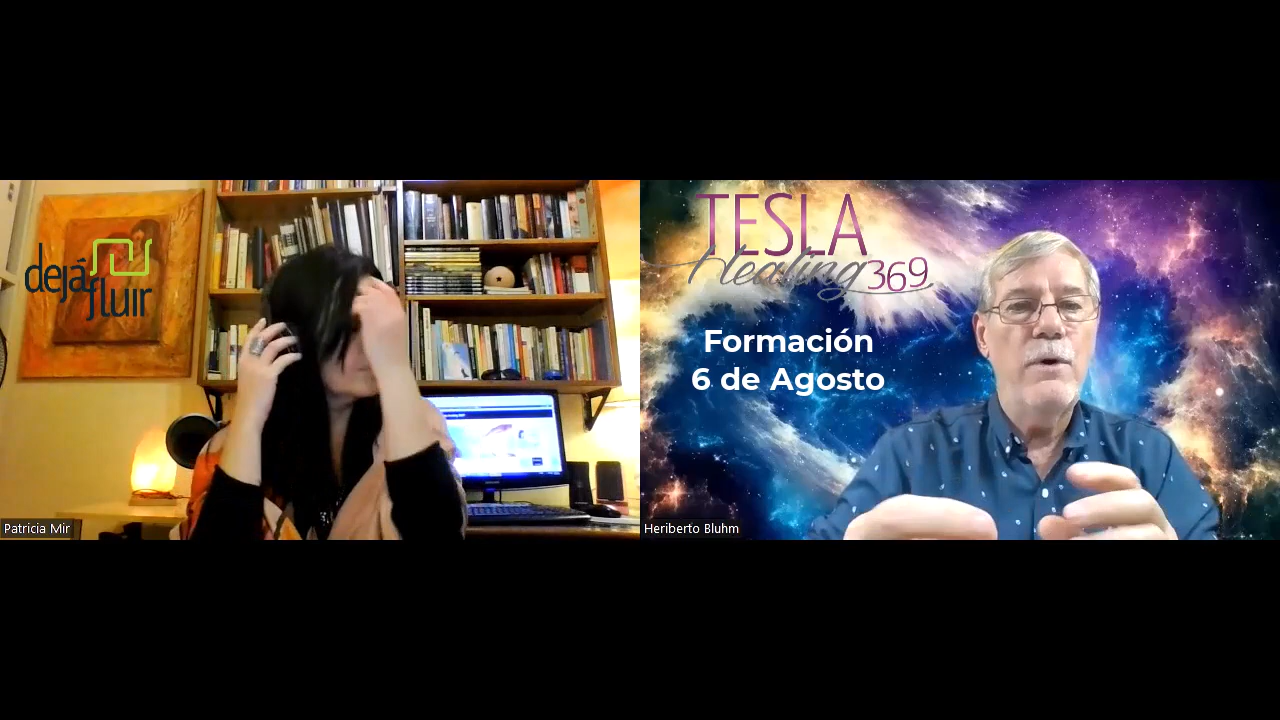 dejá
fluir
Patricia Mir
TESLA
Healing 369
Formación
6 de Agosto
Heriberto Bluhm